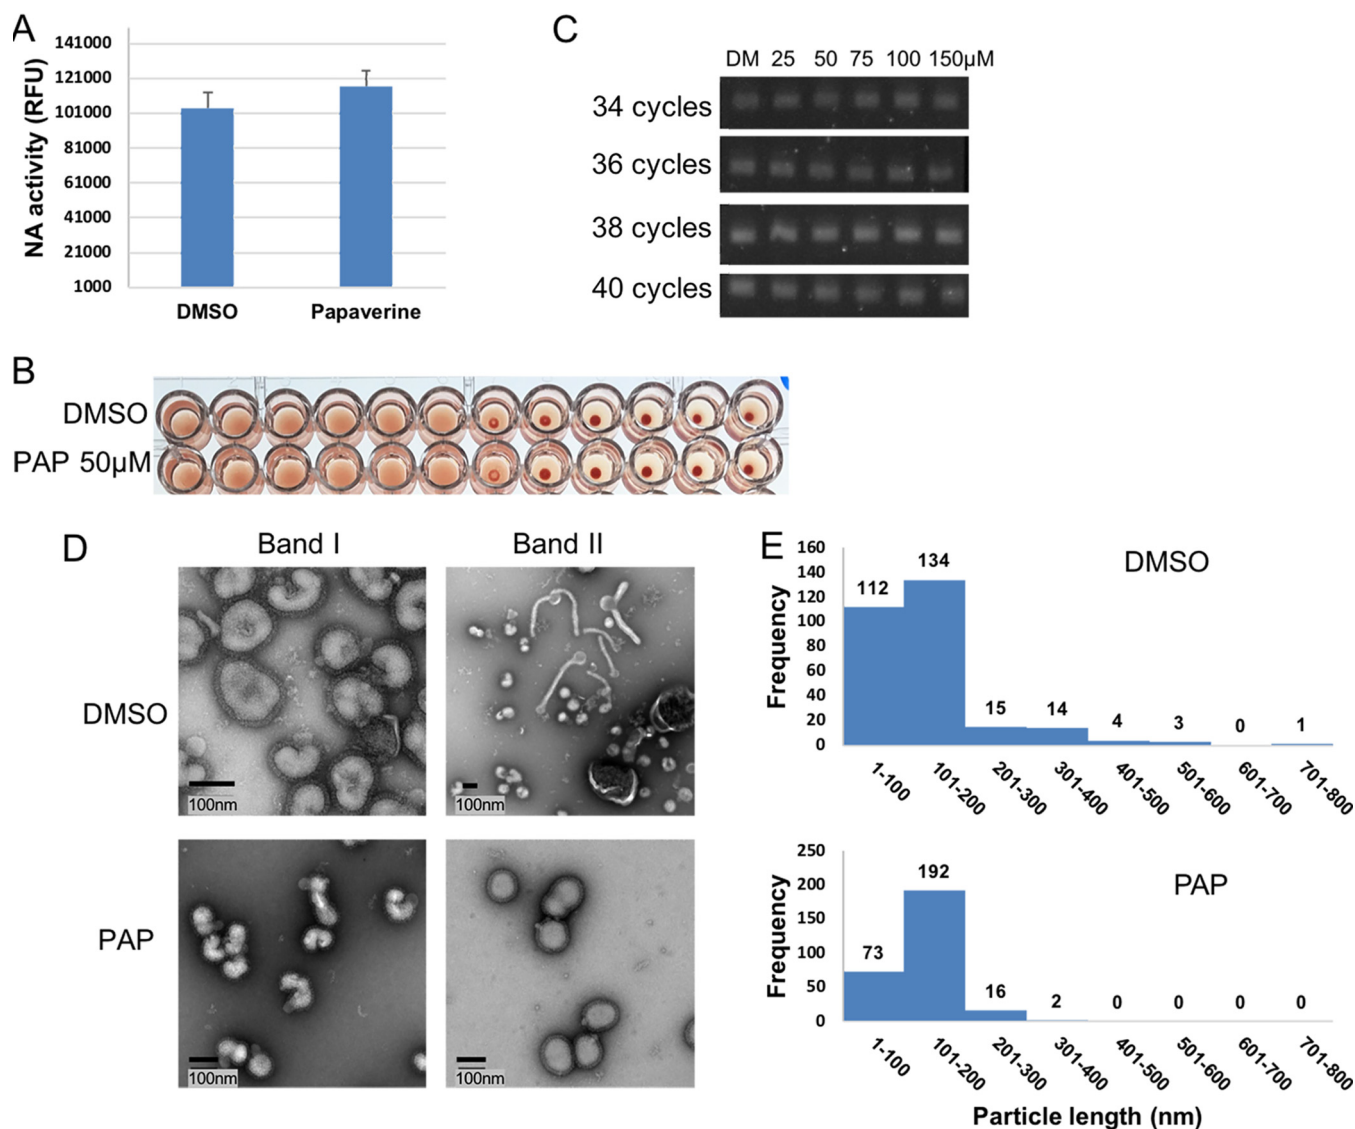 A
NA activity (RFU)
141000
121000
101000
81000
61000
41000
21000
1000
DMSO
Papaverine
C
DM 25 50 75 100 150µM
34 cycles
36 cycles
38 cycles
40 cycles
B
DMSO
PAP 50µM
D
Band I
Band II
DMSO
100nm
100nm
PAP
100nm
100nm
E
DMSO
Frequency
160
140
120
100
80
60
40
20
0
112
134
15
14
4
3
0
1
1-100
101-200
201-300
301-400
401-500
501-600
601-700
701-800
PAP
Frequency
250
200
150
100
50
0
73
192
16
2
0
0
0
0
1-100
101-200
201-300
301-400
401-500
501-600
601-700
701-800
Particle length (nm)